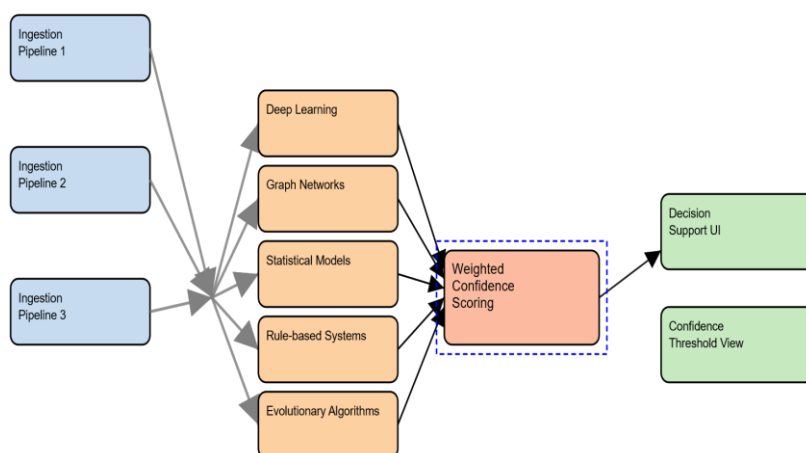 Ingestion
Pipeline 1
Ingestion
Pipeline 2
Ingestion
Pipeline 3
Deep Learning
Graph Networks
Statistical Models
Rule-based Systems
Evolutionary Algorithms
Weighted
Confidence
Scoring
Decision
Support UI
Confidence
Threshold View